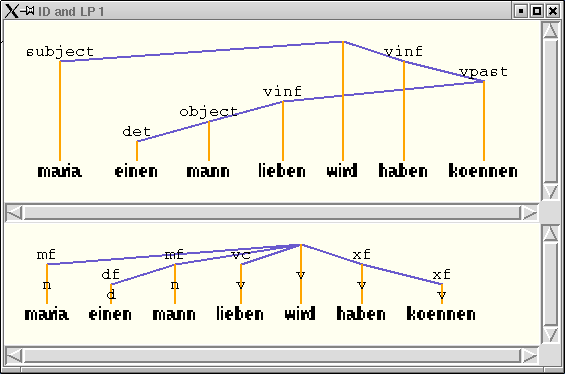 ID and LP 1
subject vinf
vpast
vinf
object
det
maria einen mann lieben wird haben koennen
mf mf vc xf
df xf
n n v v v
d v
maria einen mann lieben wird haben koennen